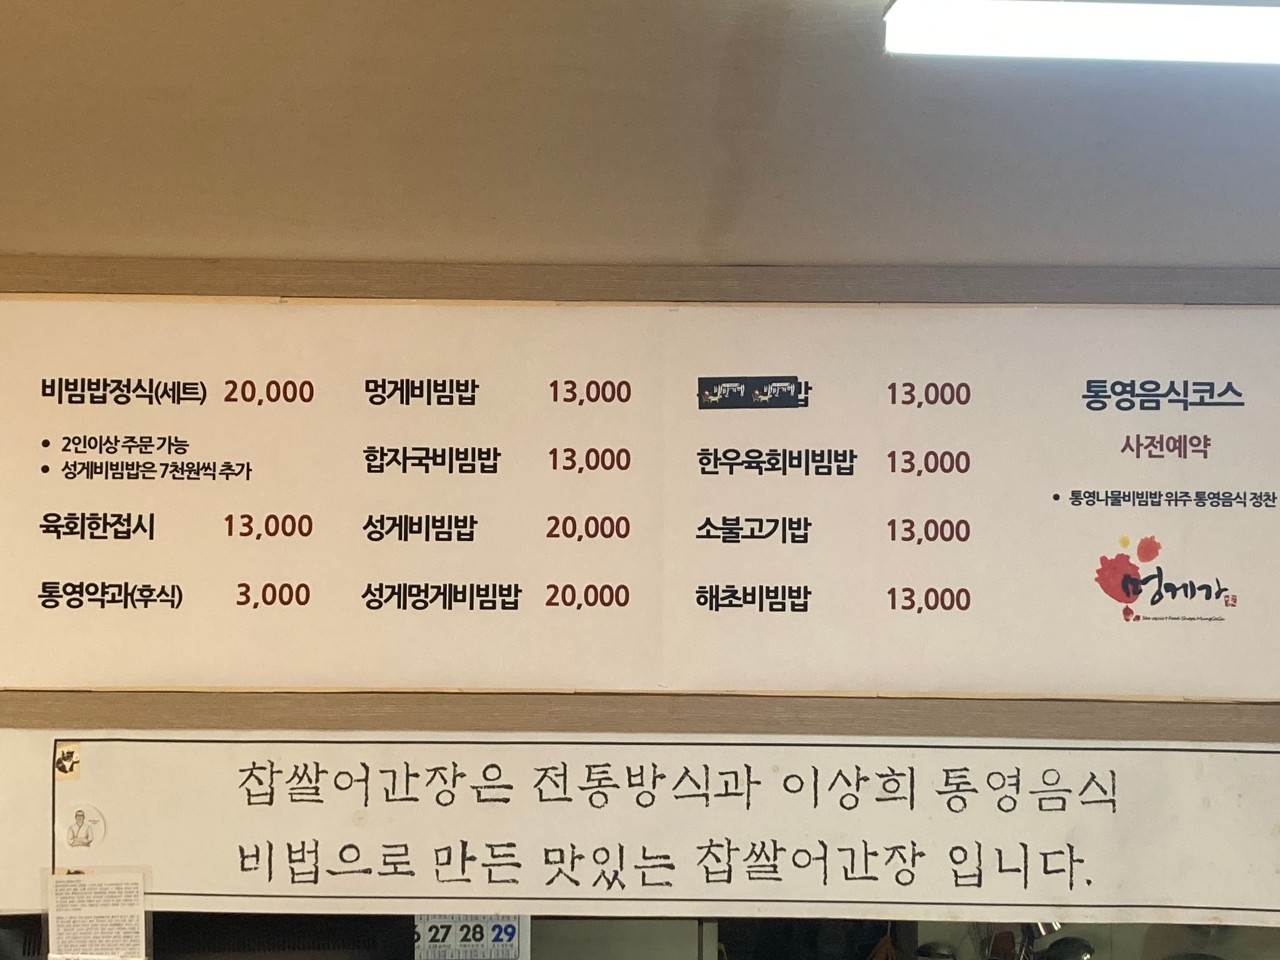 비빔밥정식(세트) 20,000
• 2인이상 주문 가능
• 성게비빔밥은 7천원씩 추가
육회한접시 13,000
통영약과(후식) 3,000
멍게비빔밥 13,000
합자국비빔밥 13,000
성게비빔밥 20,000
성게멍게비빔밥 20,000
밥 13,000
한우육회비빔밥 13,000
소불고기밥 13,000
해초비빔밥 13,000
통영음식코스
사전예약
• 통영나물비빔밥 위주 통영음식 정찬
멍게가
찹쌀어간장은 전통방식과 이상희 통영음식
비법으로 만든 맛있는 찹쌀어간장 입니다.
6 27 28 29